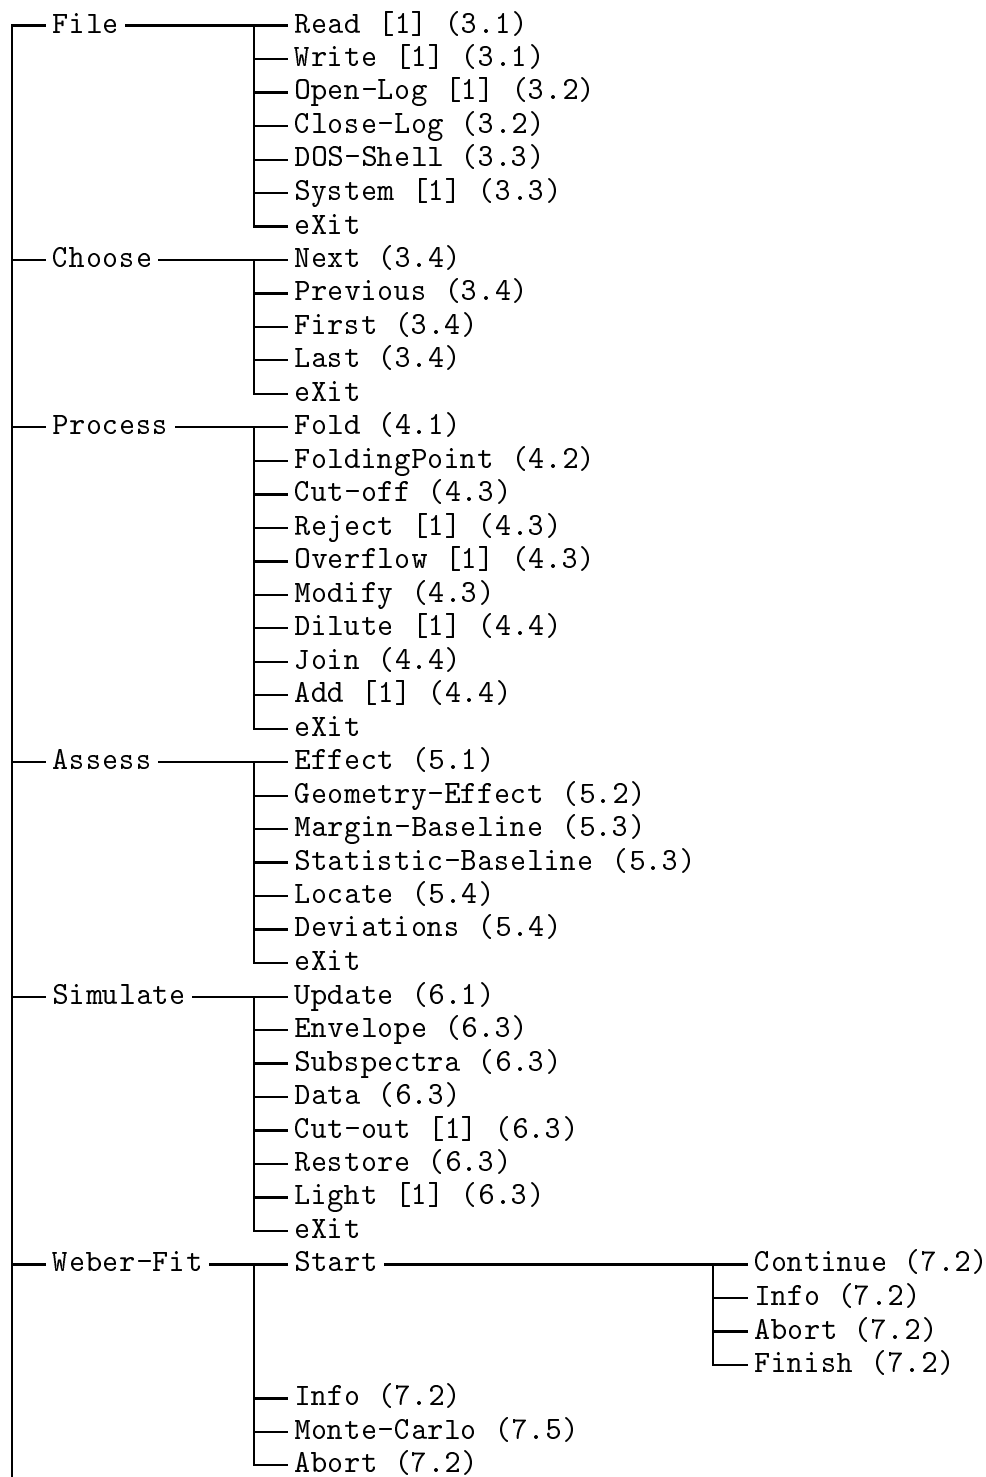 File Read [1] (3.1)
Write [1] (3.1)
Open-Log [1] (3.2)
Close-Log (3.2)
DOS-Shell (3.3)
System [1] (3.3)
eXit
Choose Next (3.4)
Previous (3.4)
First (3.4)
Last (3.4)
eXit
Process Fold (4.1)
FoldingPoint (4.2)
Cut-off (4.3)
Reject [1] (4.3)
Overflow [1] (4.3)
Modify (4.3)
Dilute [1] (4.4)
Join (4.4)
Add [1] (4.4)
eXit
Assess Effect (5.1)
Geometry-Effect (5.2)
Margin-Baseline (5.3)
Statistic-Baseline (5.3)
Locate (5.4)
Deviations (5.4)
eXit
Simulate Update (6.1)
Envelope (6.3)
Subspectra (6.3)
Data (6.3)
Cut-out [1] (6.3)
Restore (6.3)
Light [1] (6.3)
eXit
Weber-Fit Start Continue (7.2)
Info (7.2)
Abort (7.2)
Finish (7.2)
Info (7.2)
Monte-Carlo (7.5)
Abort (7.2)